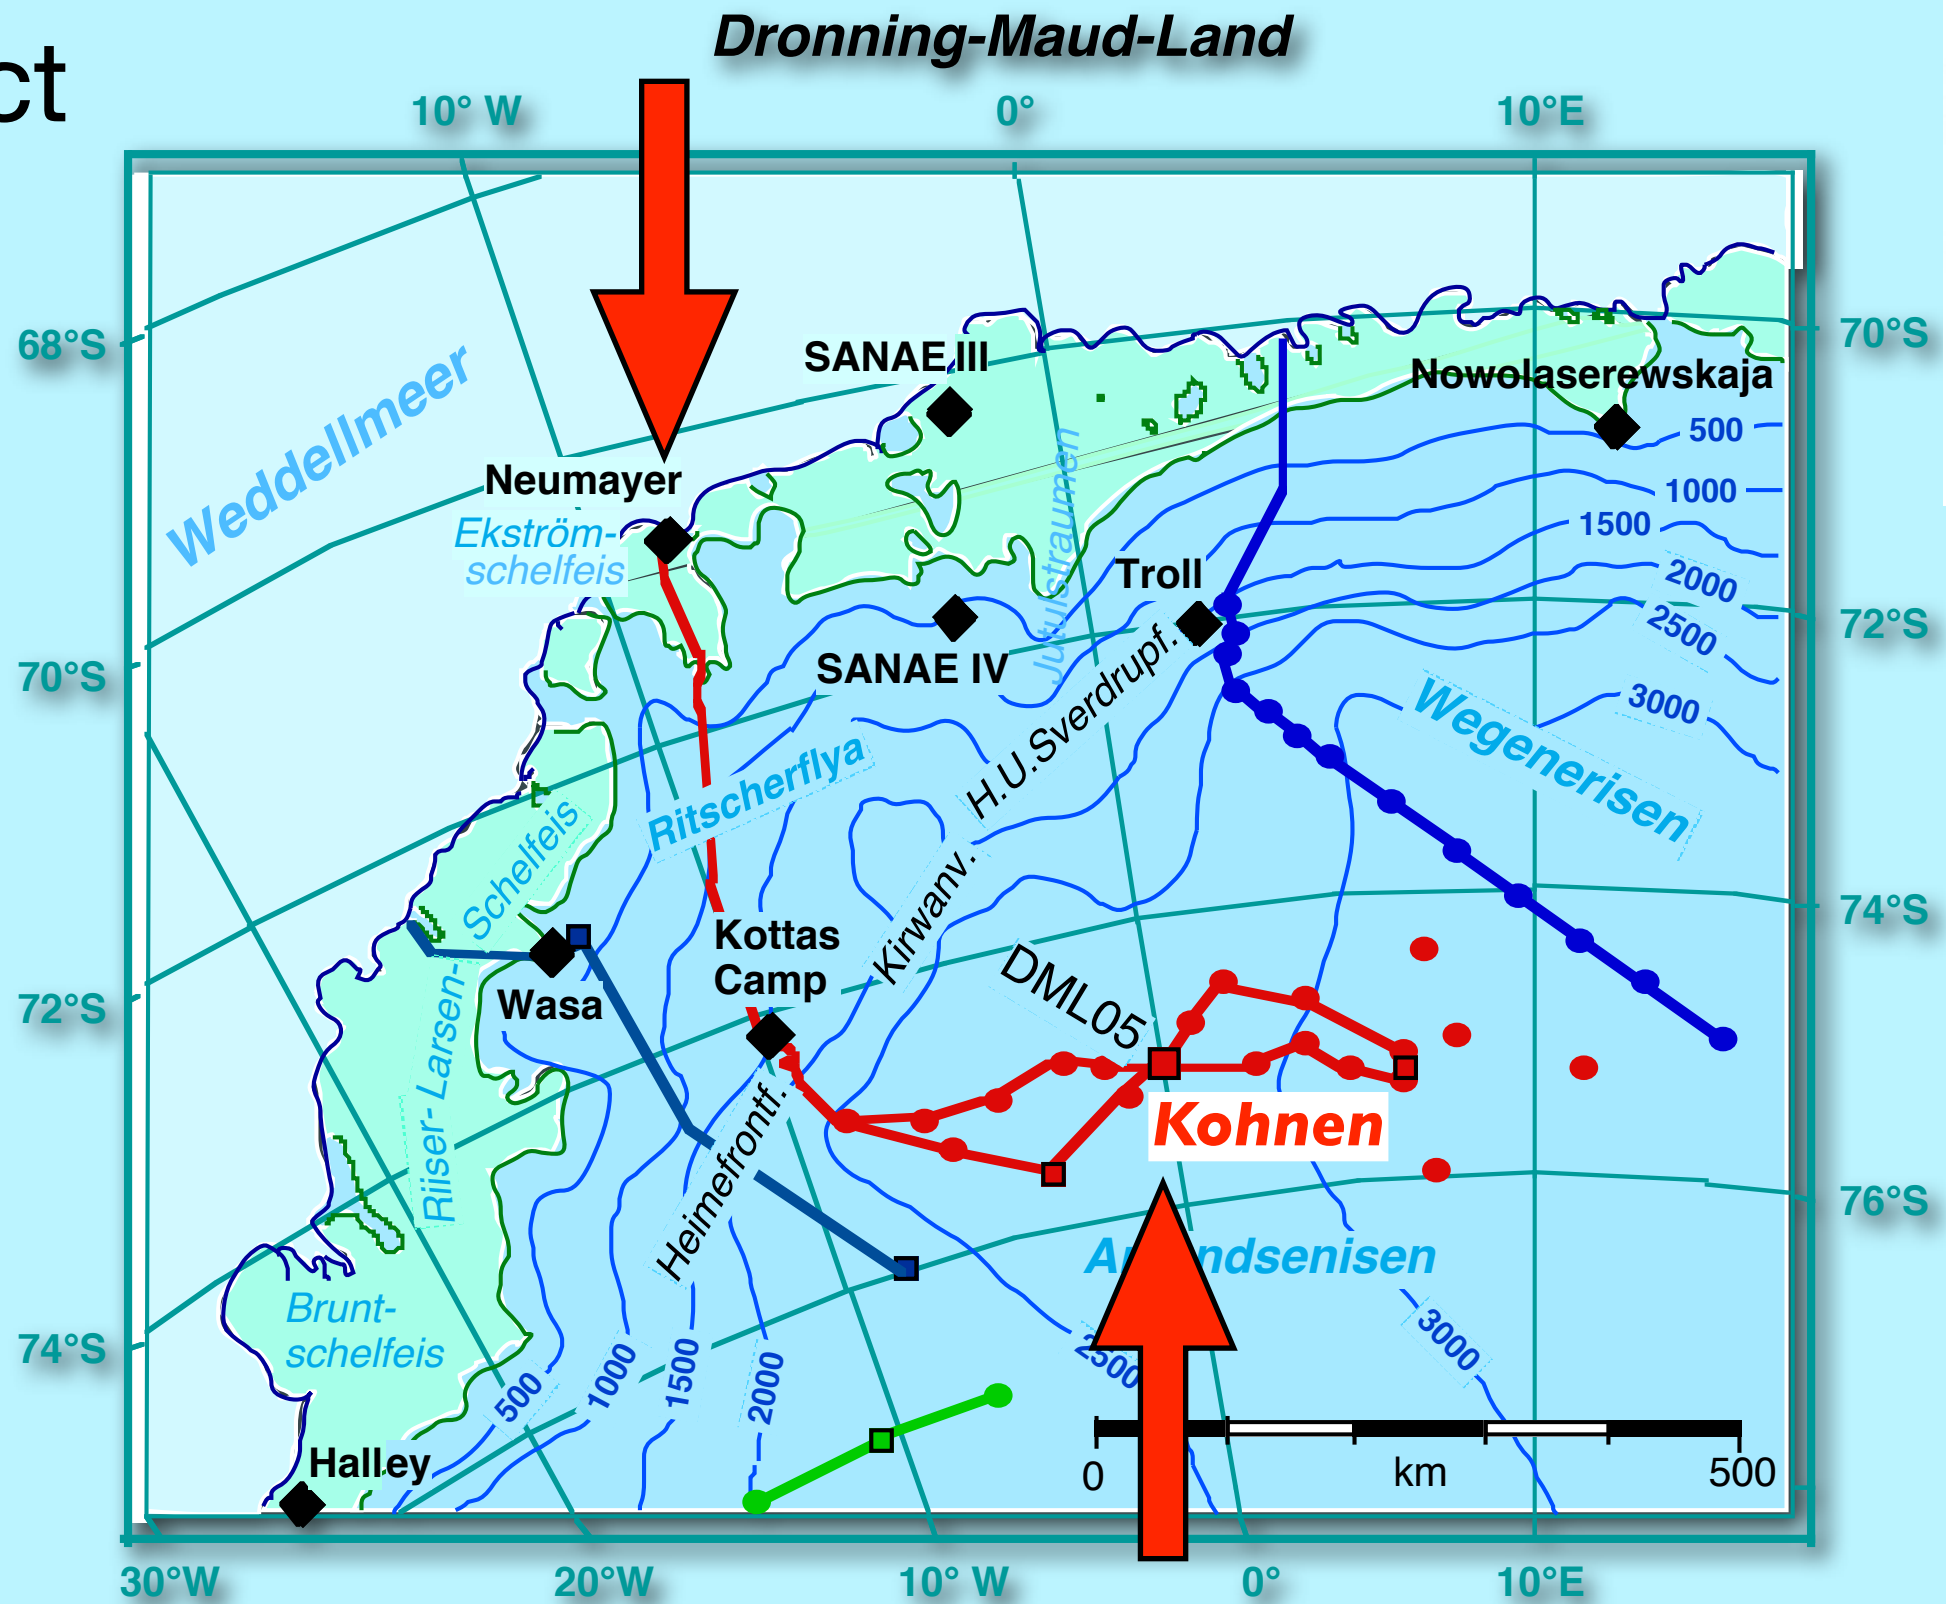 Dronning-Maud-Land
ct
10° W
0°
10°E
68°S
70°S
SANAE III
Nowolaserewskaja
500
Weddellmeer
Neumayer
1000
Ekström-
schelfeis
1500
Jutulstraumen
Troll
2000
72°S
2500
70°S
SANAE IV
3000
H.U.Sverdrupf.
Wegenerisen
Ritscherflya
Schelfeis
Kirwanv.
74°S
Kottas
Camp
DML05
Wasa
72°S
Riiser- Larsen-
Heimefrontf.
Kohnen
76°S
Brunt-
schelfeis
74°S
500
1000
1500
2000
2500
3000
Halley
0
km
500
30°W
20°W
10° W
0°
10°E